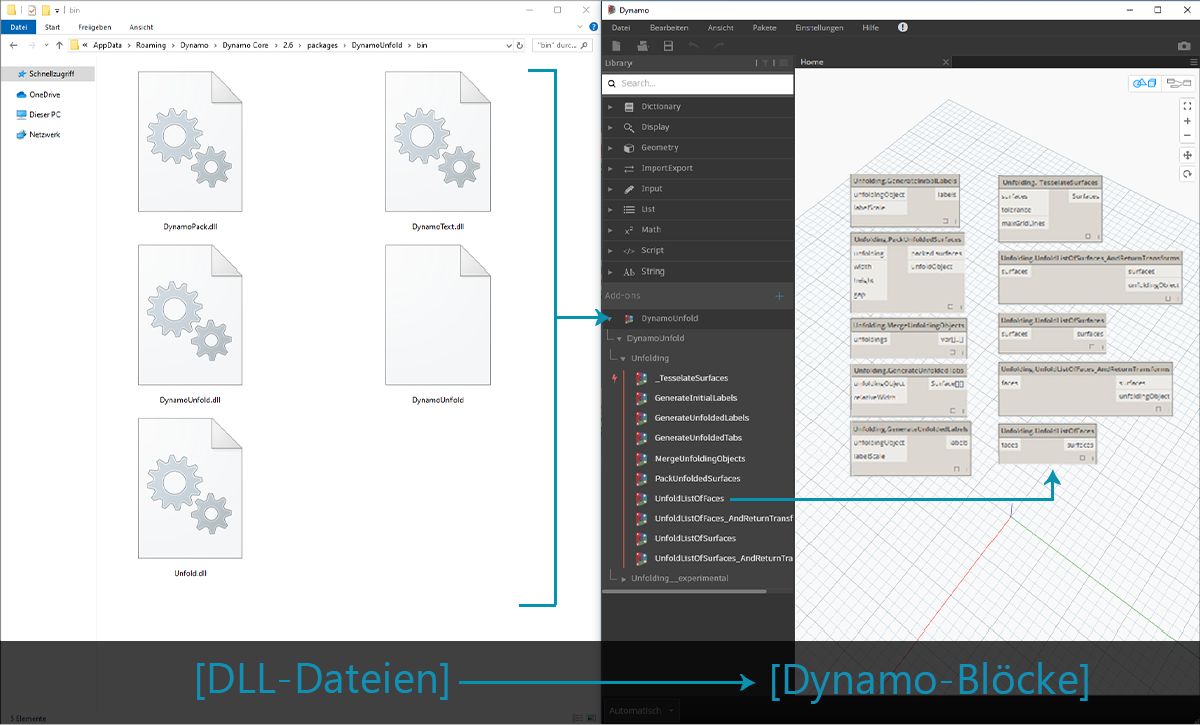 bin
Datei Start Freigeben Ansicht
« AppData › Roaming › Dynamo › Dynamo Core › 2.6 › packages › DynamoUnfold › bin
"bin" durc...
Schnellzugriff
OneDrive
Dieser PC
Netzwerk
DynamoPack.dll
DynamoText.dll
DynamoUnfold.dll
DynamoUnfold
Unfold.dll
5 Elemente
Dynamo
Datei Bearbeiten Ansicht Pakete Einstellungen Hilfe
Library
Home
Search...
Dictionary
Display
Geometry
ImportExport
Input
List
Math
Script
String
Add-ons
DynamoUnfold
DynamoUnfold
Unfolding
_TesselateSurfaces
GenerateInitialLabels
GenerateUnfoldedLabels
GenerateUnfoldedTabs
MergeUnfoldingObjects
PackUnfoldedSurfaces
UnfoldListOfFaces
UnfoldListOfFaces_AndReturnTransf
UnfoldListOfSurfaces
UnfoldListOfSurfaces_AndReturnTra
Unfolding__experimental
Automatisch
Unfolding.GenerateInitialLabels
unfoldingObject labels
labelScale
Unfolding.PackUnfoldedSurfaces
unfolding packed surfaces
width unfoldObject
height
gap
Unfolding.MergeUnfoldingObjects
unfoldings var[]...[]
Unfolding.GenerateUnfoldedTabs
unfoldingObject Surface[][]
relativeWidth
Unfolding.GenerateUnfoldedLabels
unfoldingObject labels
labelScale
Unfolding._TesselateSurfaces
surfaces Surfaces
tolerance
maxGridLines
Unfolding.UnfoldListOfSurfaces_AndReturnTransforms
surfaces surfaces
unfoldingObject
Unfolding.UnfoldListOfSurfaces
surfaces surfaces
Unfolding.UnfoldListOfFaces_AndReturnTransforms
faces surfaces
unfoldingObject
Unfolding.UnfoldListOfFaces
faces surfaces
[DLL-Dateien]
[Dynamo-Blöcke]